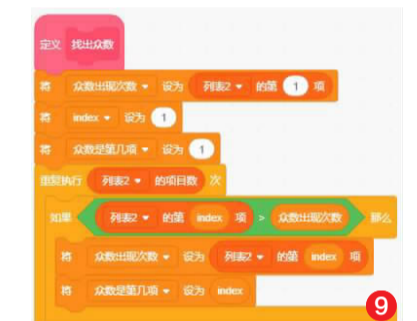 定义 找出众数
将 众数出现次数 设为 列表2 的第 1 项
将 index 设为 1
将 众数是第几项 设为 1
重复执行 列表2 的项目数 次
如果 列表2 的第 index 项 > 众数出现次数 那么
将 众数出现次数 设为 列表2 的第 index 项
将 众数是第几项 设为 index
9